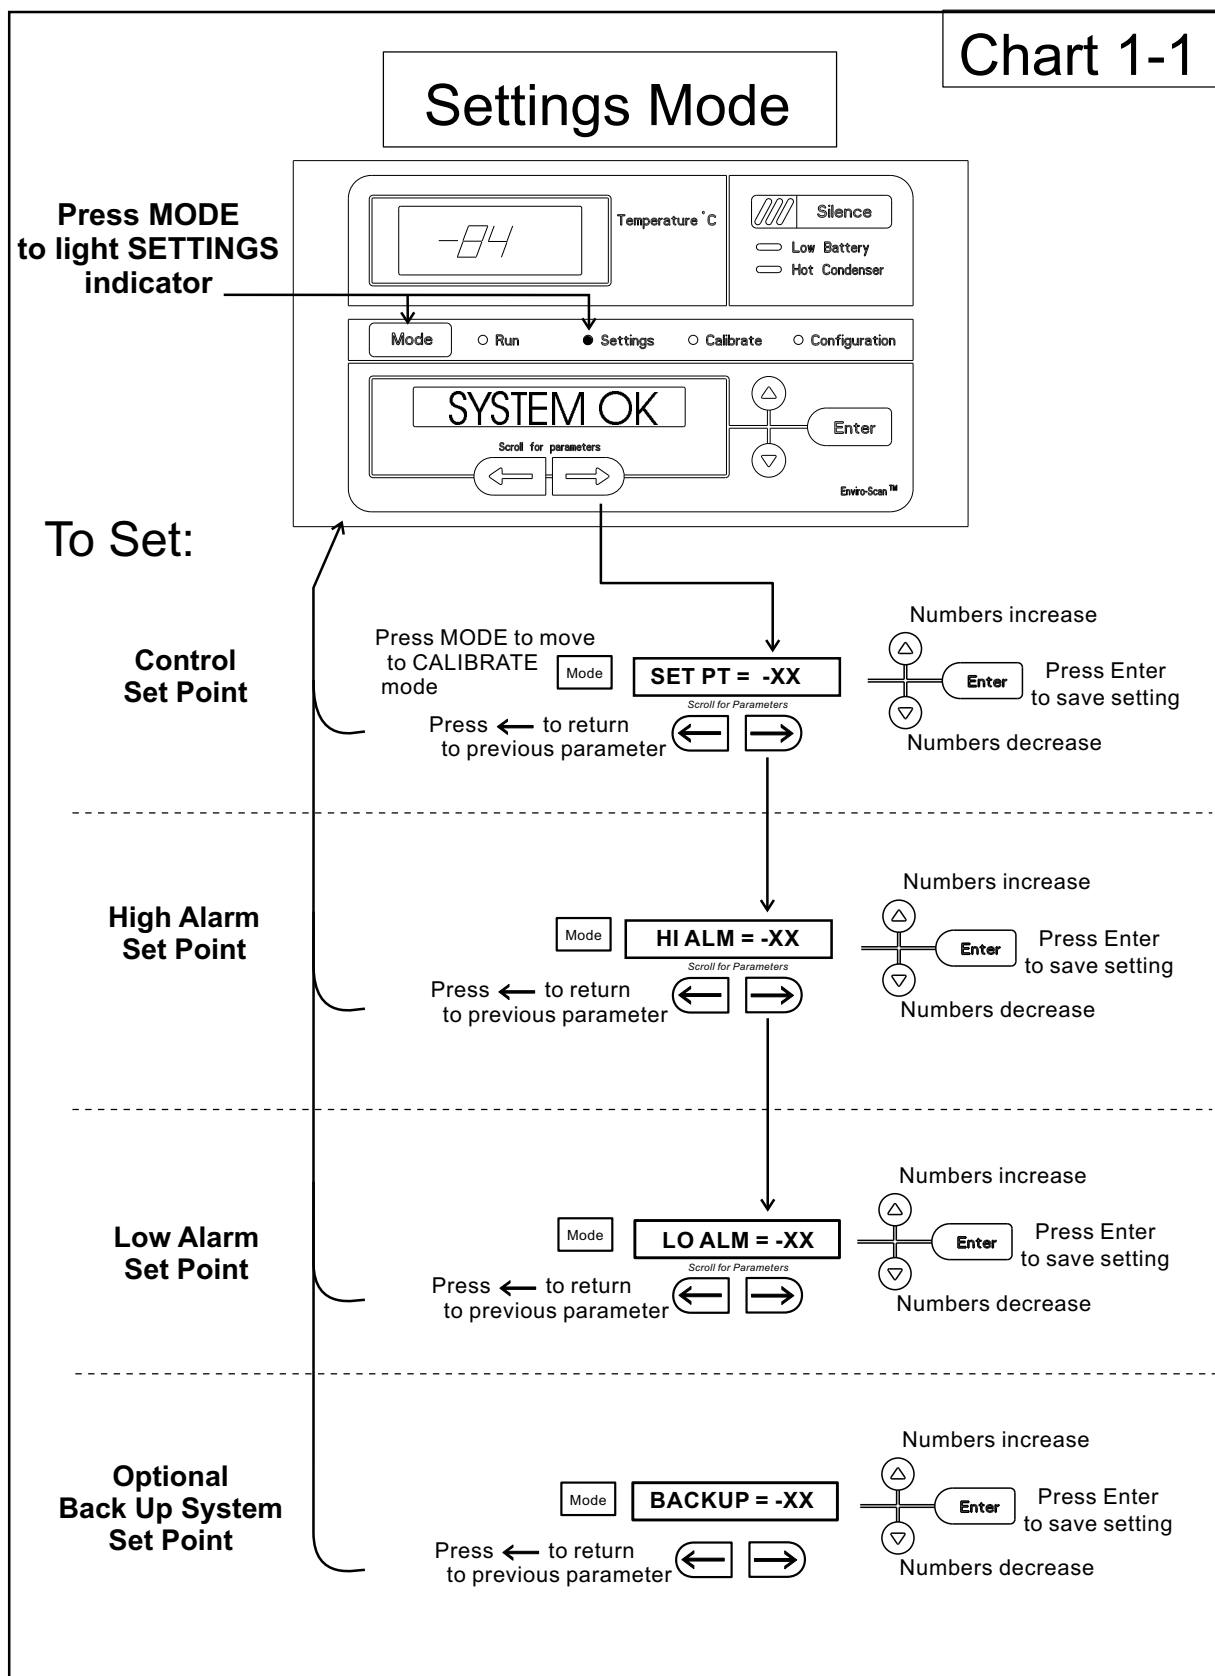 Chart 1-1
Settings Mode
Press MODE
to light SETTINGS
indicator
-84
Temperature °C
Silence
Low Battery
Hot Condenser
Mode
Run
Settings
Calibrate
Configuration
SYSTEM OK
Scroll for parameters
Enter
Enviro-Scan™
To Set:
Control
Set Point
Press MODE to move
to CALIBRATE
mode
Mode
SET PT = -XX
Scroll for Parameters
Press ← to return
to previous parameter
Numbers increase
Enter
Press Enter
to save setting
Numbers decrease
High Alarm
Set Point
Mode
HI ALM = -XX
Scroll for Parameters
Press ← to return
to previous parameter
Numbers increase
Enter
Press Enter
to save setting
Numbers decrease
Low Alarm
Set Point
Mode
LO ALM = -XX
Scroll for Parameters
Press ← to return
to previous parameter
Numbers increase
Enter
Press Enter
to save setting
Numbers decrease
Optional
Back Up System
Set Point
Mode
BACKUP = -XX
Press ← to return
to previous parameter
Numbers increase
Enter
Press Enter
to save setting
Numbers decrease